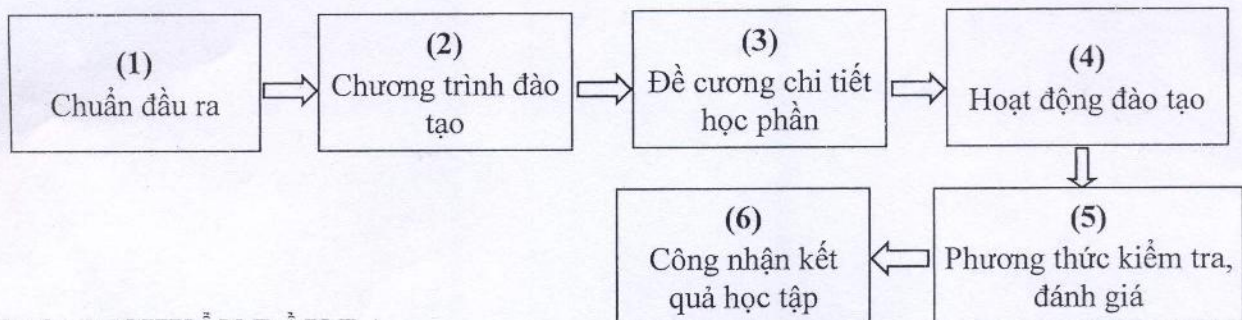 (1)
Chuẩn đầu ra
(2)
Chương trình đào
tạo
(3)
Đề cương chi tiết
học phần
(4)
Hoạt động đào tạo
(5)
Phương thức kiểm tra,
đánh giá
(6)
Công nhận kết
quả học tập